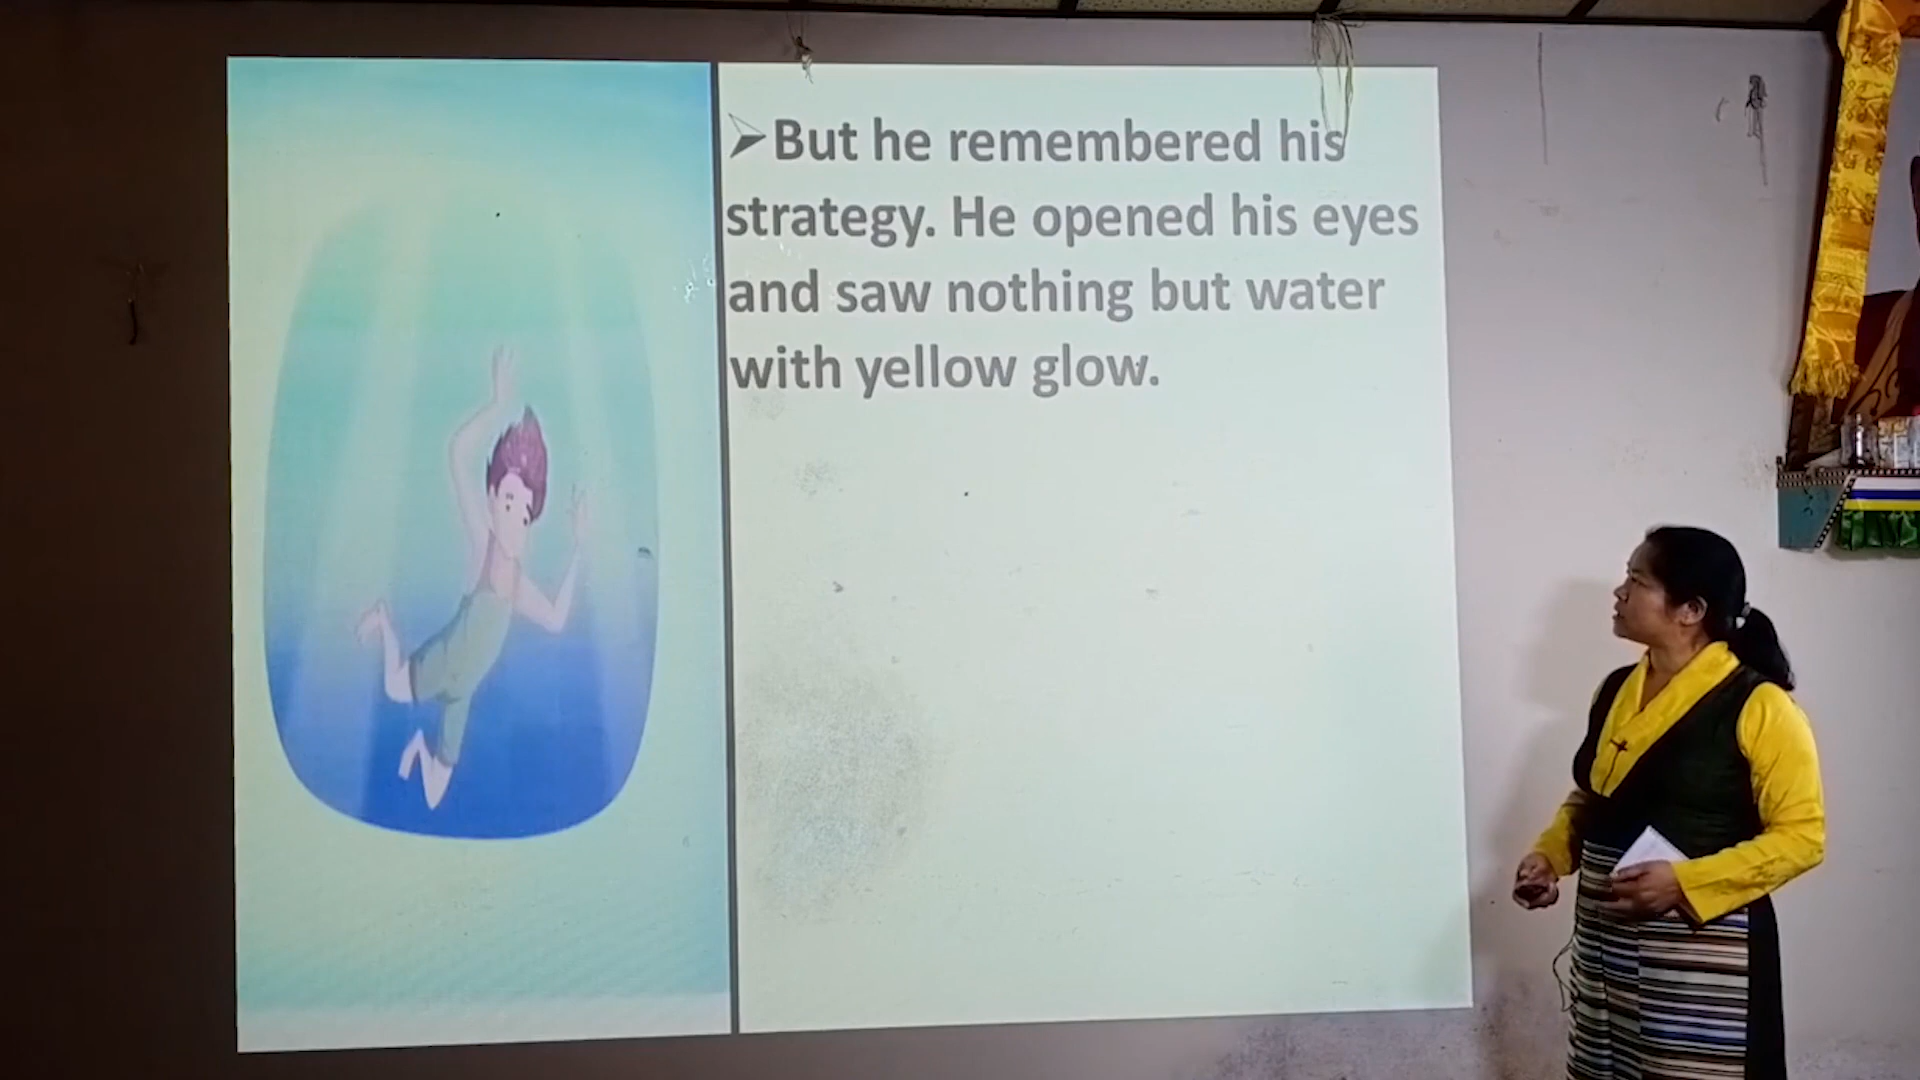 But he remembered his
strategy. He opened his eyes
and saw nothing but water
with yellow glow.